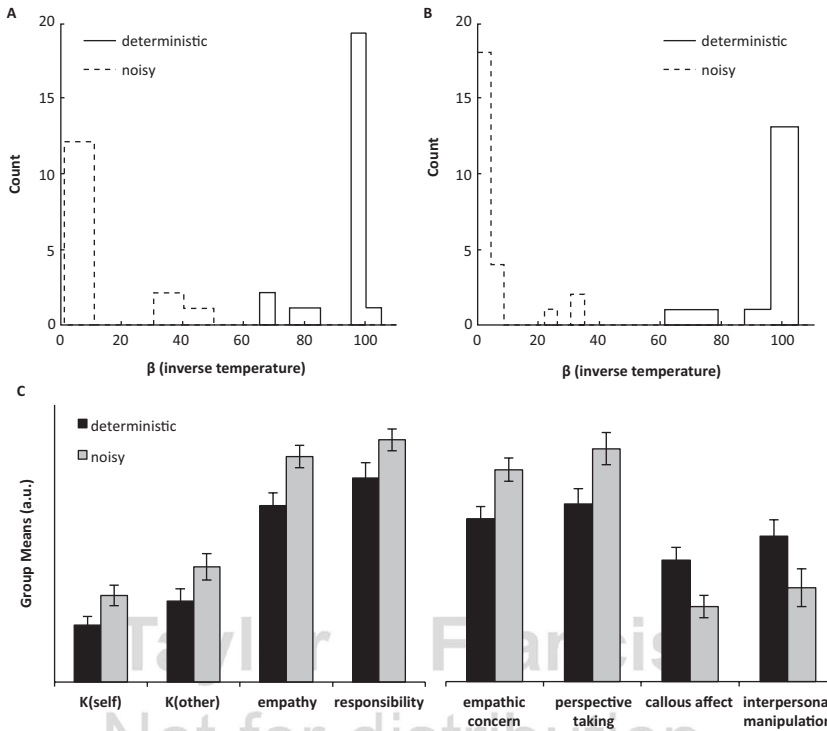 A
B
20
deterministic
noisy
15
Count
10
5
0
0 20 40 60 80 100
β (inverse temperature)
20
deterministic
noisy
15
Count
10
5
0
0 20 40 60 80 100
β (inverse temperature)
C
deterministic
noisy
Group Means (a.u.)
Taylor Francis
K(self) K(other) empathy responsibility empathic perspective callous affect interpersona
concern taking manipulation
Not for distribution